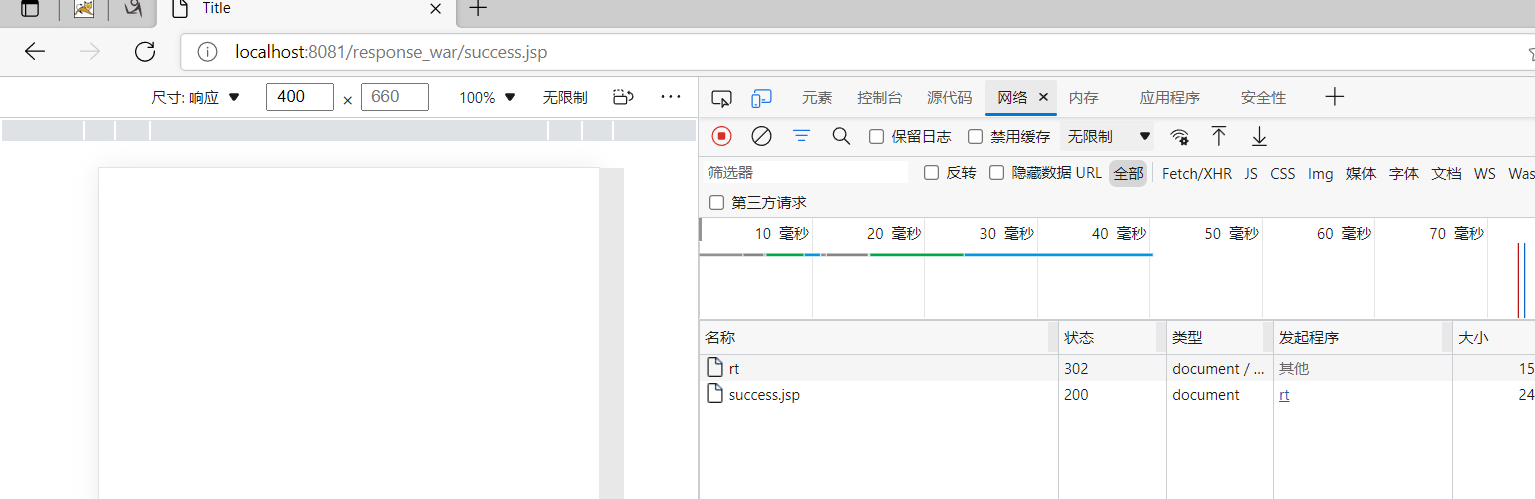 Title
localhost:8081/response_war/success.jsp
尺寸: 响应 400 × 660 100% 无限制
元素 控制台 源代码 网络 内存 应用程序 安全性
保留日志 禁用缓存 无限制
筛选器 反转 隐藏数据 URL 全部 Fetch/XHR JS CSS Img 媒体 字体 文档 WS Was
第三方请求
10 毫秒 20 毫秒 30 毫秒 40 毫秒 50 毫秒 60 毫秒 70 毫秒
名称 状态 类型 发起程序 大小
rt 302 document / ... 其他 15
success.jsp 200 document rt 24